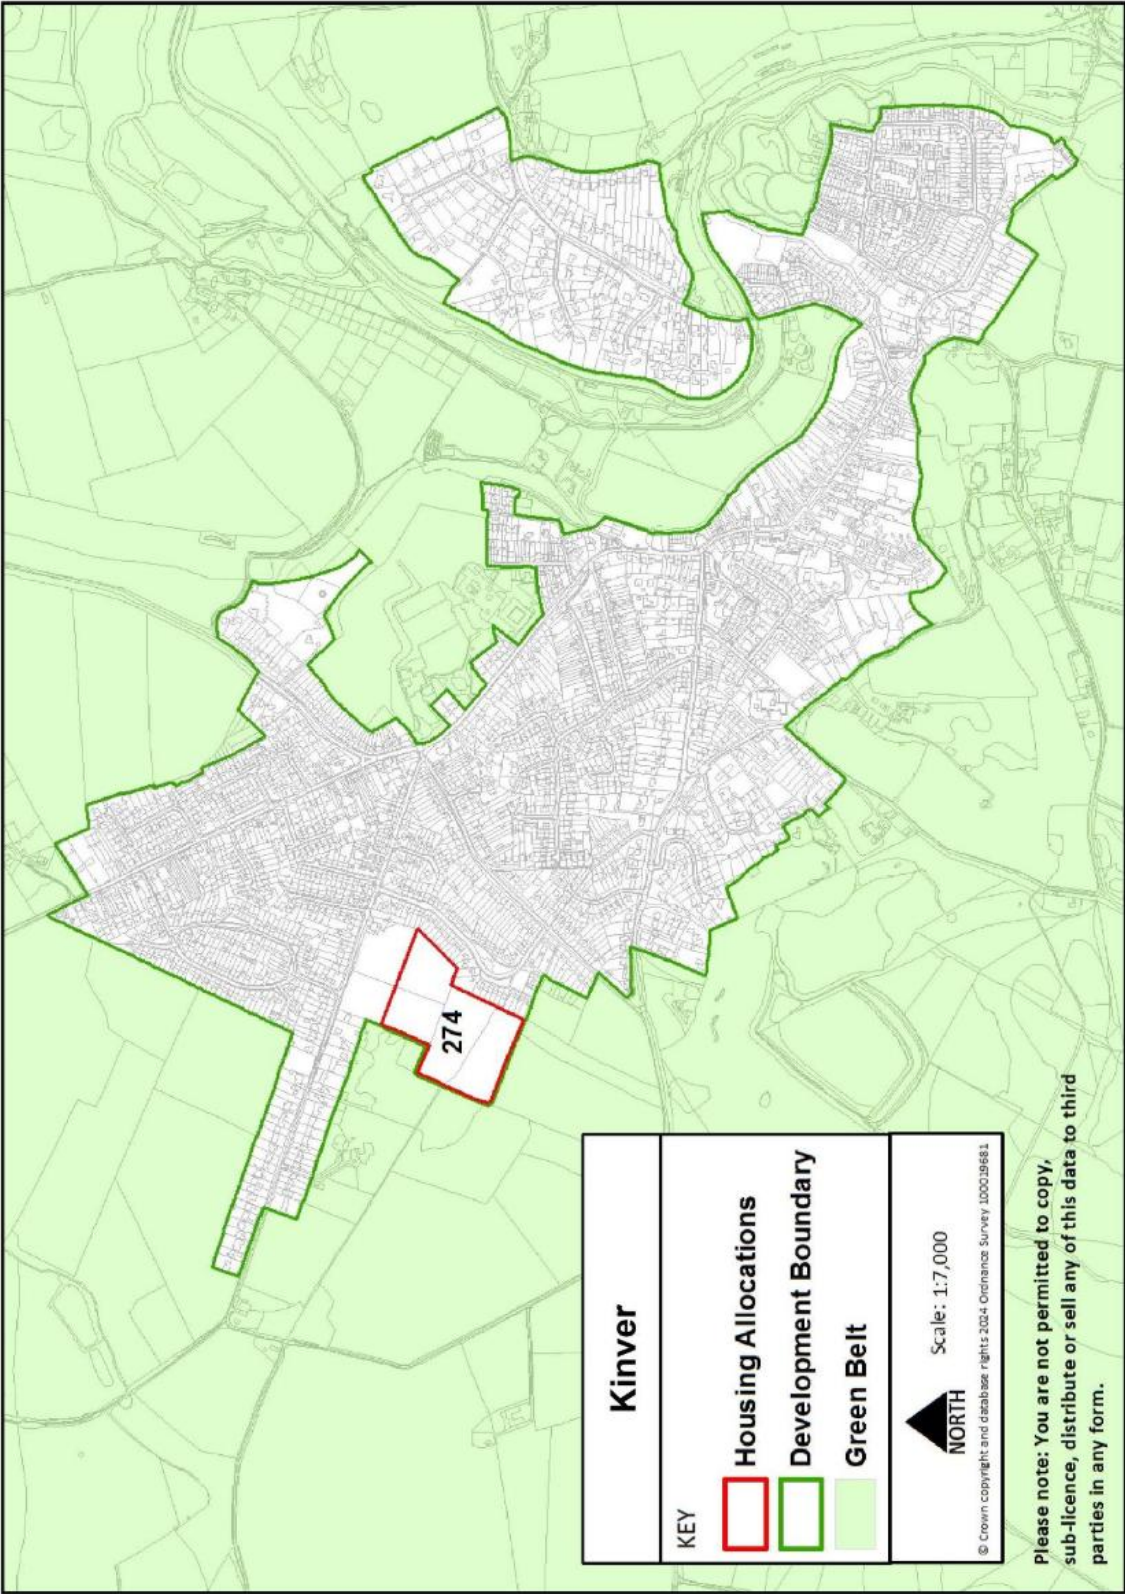 274
Kinver
KEY
Housing Allocations
Development Boundary
Green Belt
NORTH
Scale: 1:7,000
© Crown copyright and database rights 2024 Ordnance Survey 100019681
Please note: You are not permitted to copy,
sub-licence, distribute or sell any of this data to third
parties in any form.